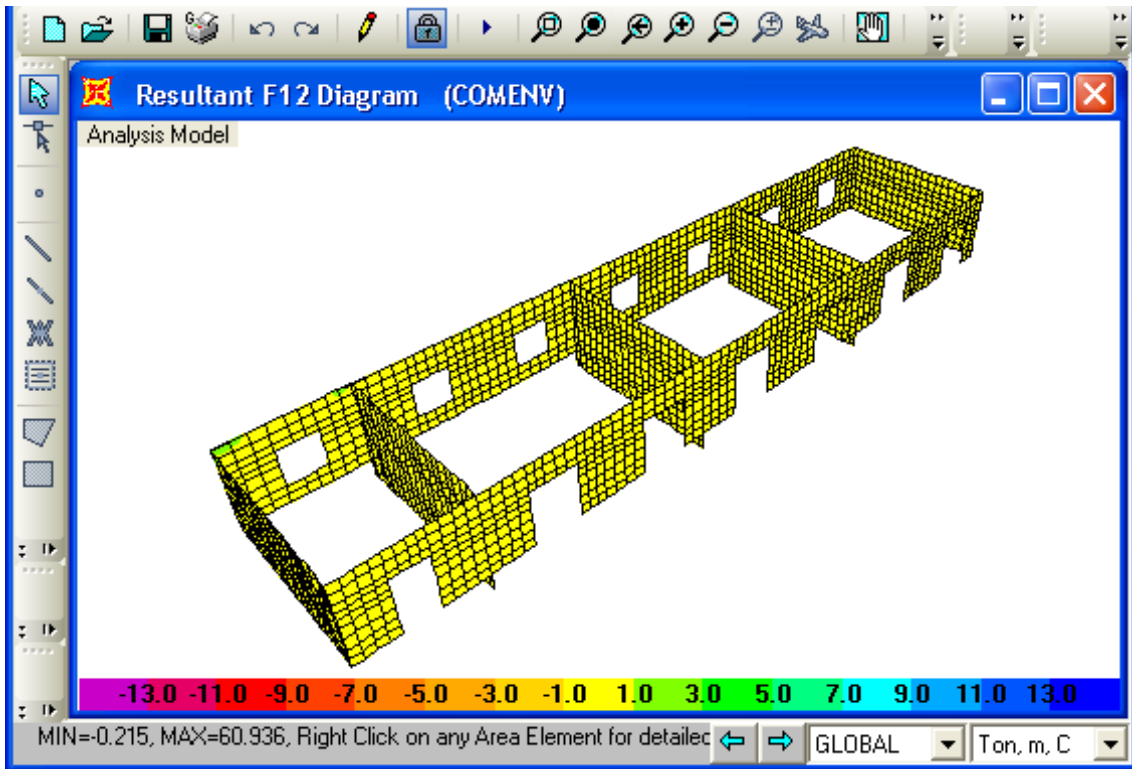 Resultant F12 Diagram (COMENV)
Analysis Model
-13.0 -11.0 -9.0 -7.0 -5.0 -3.0 -1.0 1.0 3.0 5.0 7.0 9.0 11.0 13.0
MIN=-0.215, MAX=60.936, Right Click on any Area Element for detailed GLOBAL Ton, m, C